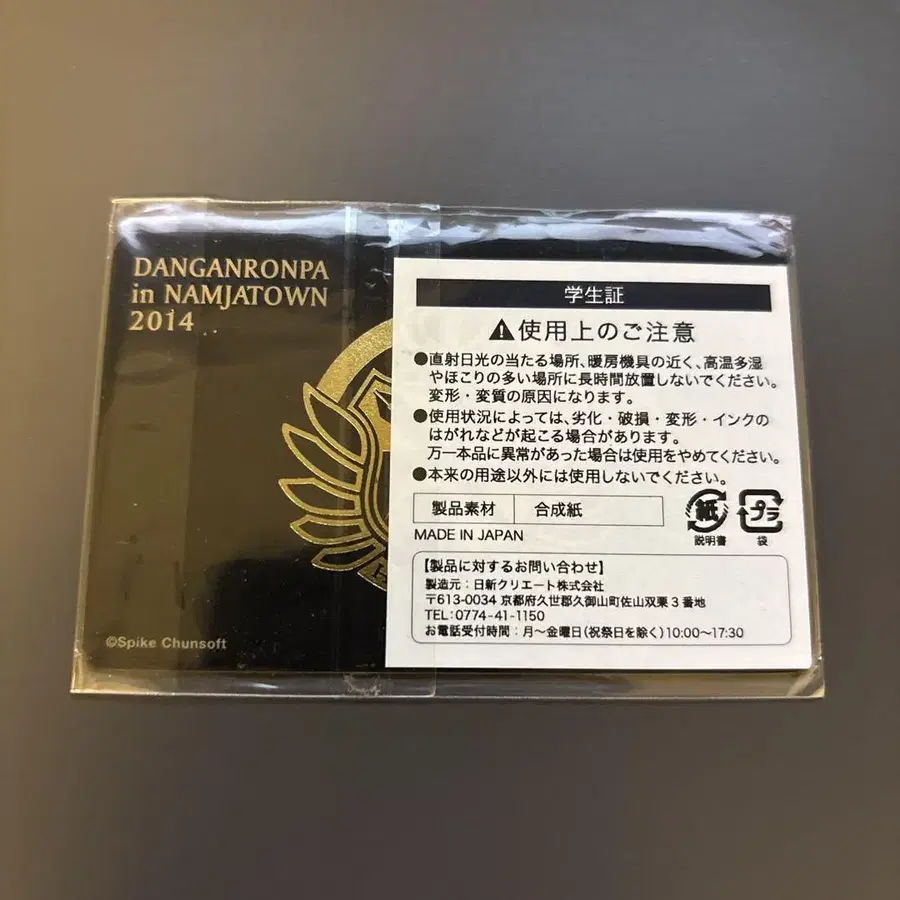 DANGANRONPA
in NAMJATOWN
2014
©Spike Chunsoft
学生証
⚠使用上のご注意
●直射日光の当たる場所、暖房機具の近く、高温多湿
やほこりの多い場所に長時間放置しないでください。
変形・変質の原因になります。
●使用状況によっては、劣化・破損・変形・インクの
はがれなどが起こる場合があります。
万一本品に異常があった場合は使用をやめてください。
●本来の用途以外には使用しないでください。
製品素材 合成紙
紙 プラ
説明書 袋
MADE IN JAPAN
【製品に対するお問い合わせ】
製造元:日新クリエート株式会社
〒613-0034 京都府久世郡久御山町佐山双栗3番地
TEL:0774-41-1150
お電話受付時間:月〜金曜日(祝祭日を除く)10:00〜17:30